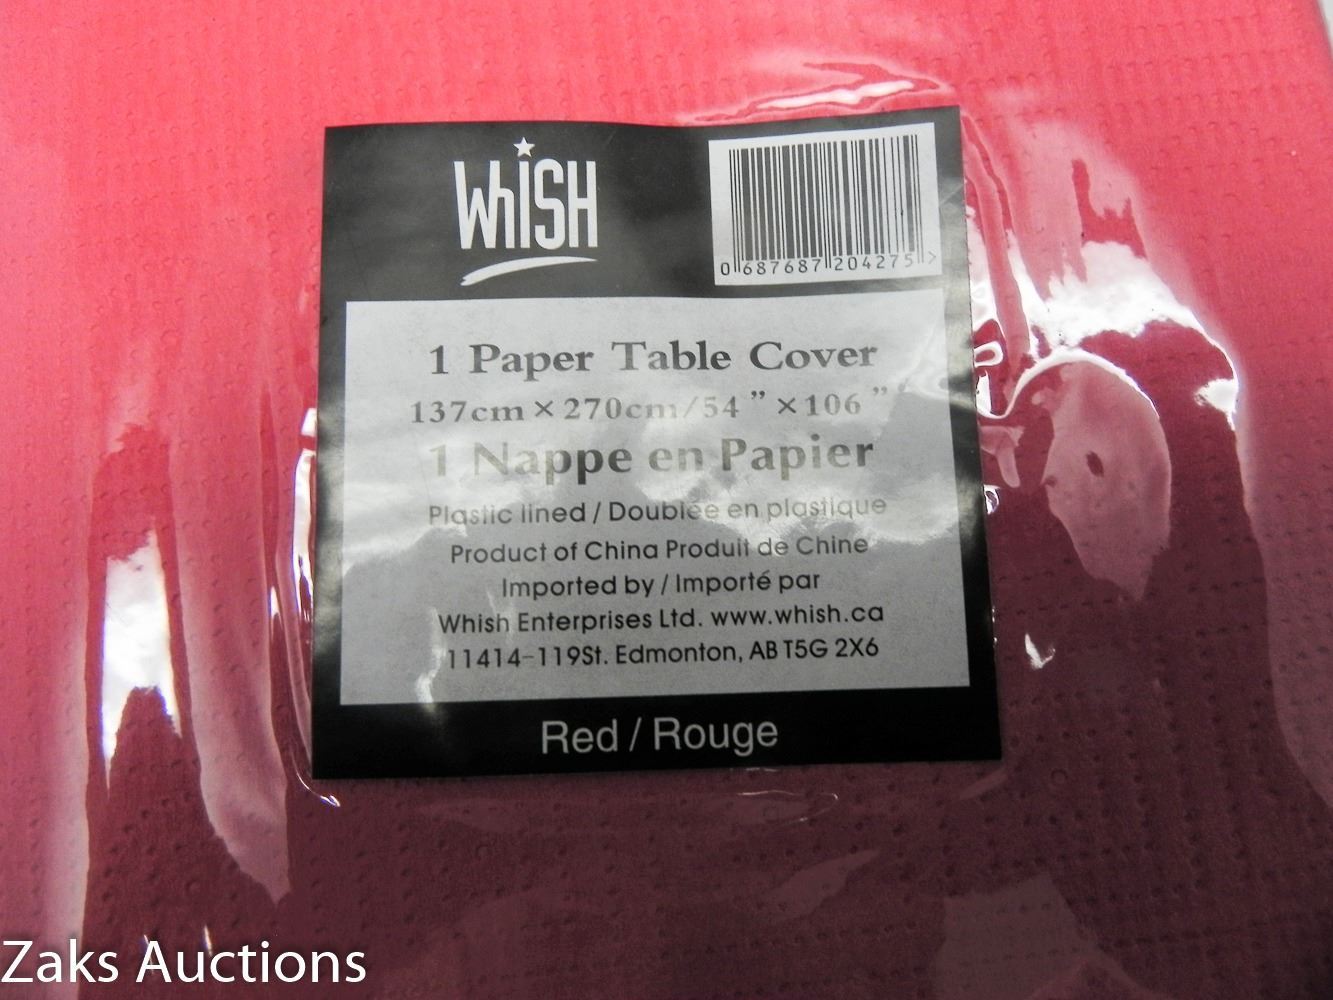 WhISH
0 687687 204275 >
1 Paper Table Cover
137cm × 270cm/54 " × 106 "
1 Nappe en Papier
Plastic lined / Doublée en plastique
Product of China Produit de Chine
Imported by / Importé par
Whish Enterprises Ltd. www.whish.ca
11414-119St. Edmonton, AB T5G 2X6
Red / Rouge
Zaks Auctions